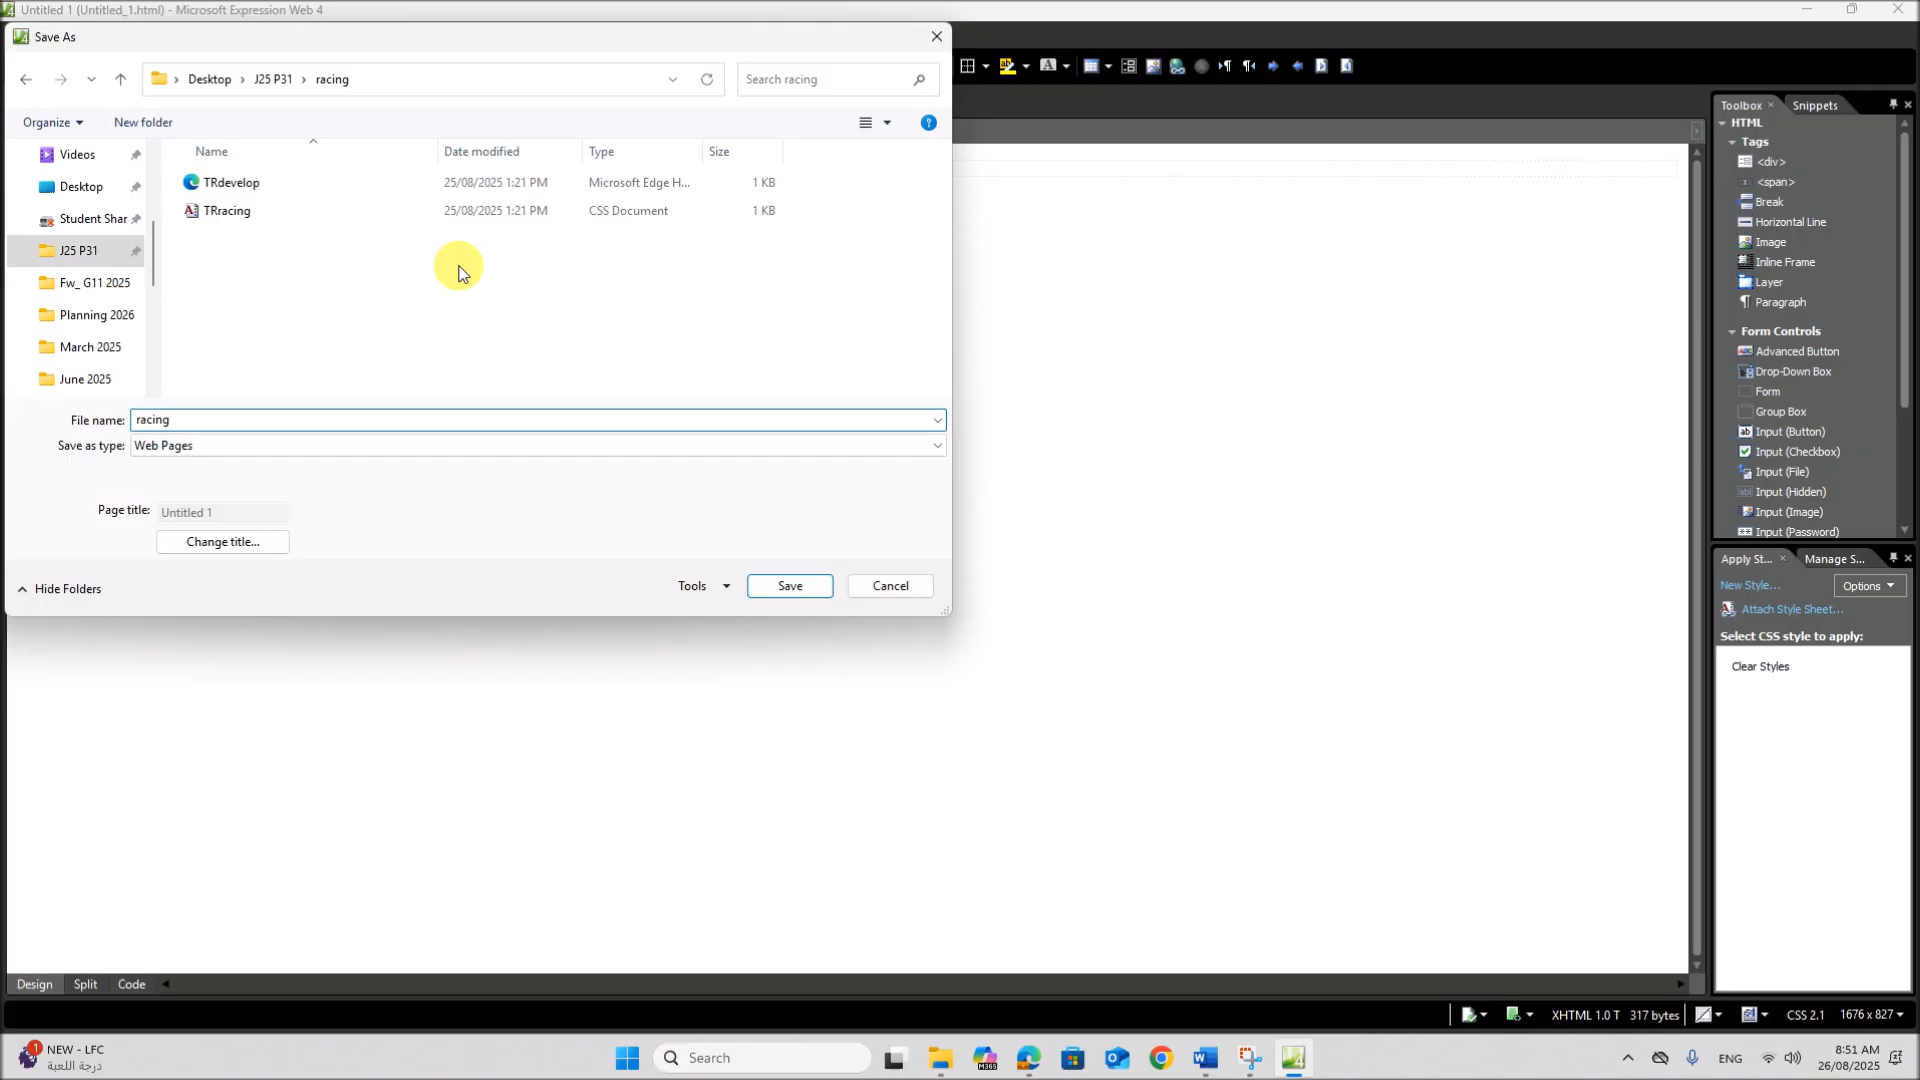 Untitled 1 (Untitled_1.html) - Microsoft Expression Web 4
Save As
Desktop > J25 P31 > racing
Search racing
Organize
New folder
Name
Date modified
Type
Size
Videos
Desktop
Student Shar
J25 P31
Fw_ G11 2025
Planning 2026
March 2025
June 2025
TRdevelop 25/08/2025 1:21 PM Microsoft Edge H... 1 KB
TRracing 25/08/2025 1:21 PM CSS Document 1 KB
File name: racing
Save as type: Web Pages
Page title: Untitled 1
Change title...
Hide Folders
Tools
Save
Cancel
Toolbox
Snippets
HTML
Tags
<div>
<span>
Break
Horizontal Line
Image
Inline Frame
Layer
Paragraph
Form Controls
Advanced Button
Drop-Down Box
Form
Group Box
Input (Button)
Input (Checkbox)
Input (File)
Input (Hidden)
Input (Image)
Input (Password)
Apply St...
Manage S...
New Style...
Options
Attach Style Sheet...
Select CSS style to apply:
Clear Styles
Design
Split
Code
XHTML 1.0 T
317 bytes
CSS 2.1
1676 x 827
1
NEW - LFC
درجة اللعبة
Search
M365
ENG
8:51 AM
26/08/2025